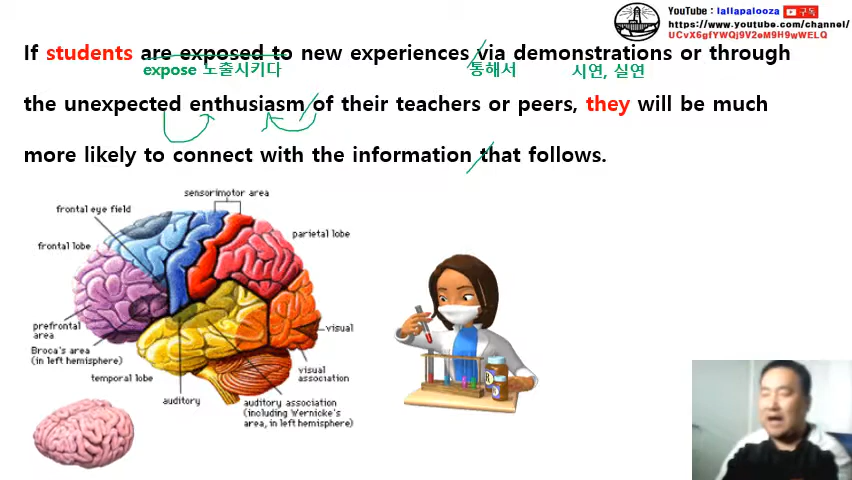 YouTube : lallapalooza 구독
https://www.youtube.com/channel/
UCvX6gfYWQj9V2eM9H9wWELQ
If students are exposed to new experiences via demonstrations or through
expose 노출시키다 통해서 시연, 실연
the unexpected enthusiasm of their teachers or peers, they will be much
more likely to connect with the information that follows.
sensorimotor area
frontal eye field
parietal lobe
frontal lobe
prefrontal area
visual
Broca's area
(in left hemisphere)
visual
association
temporal lobe
auditory
auditory association
(including Wernicke's
area, in left hemisphere)